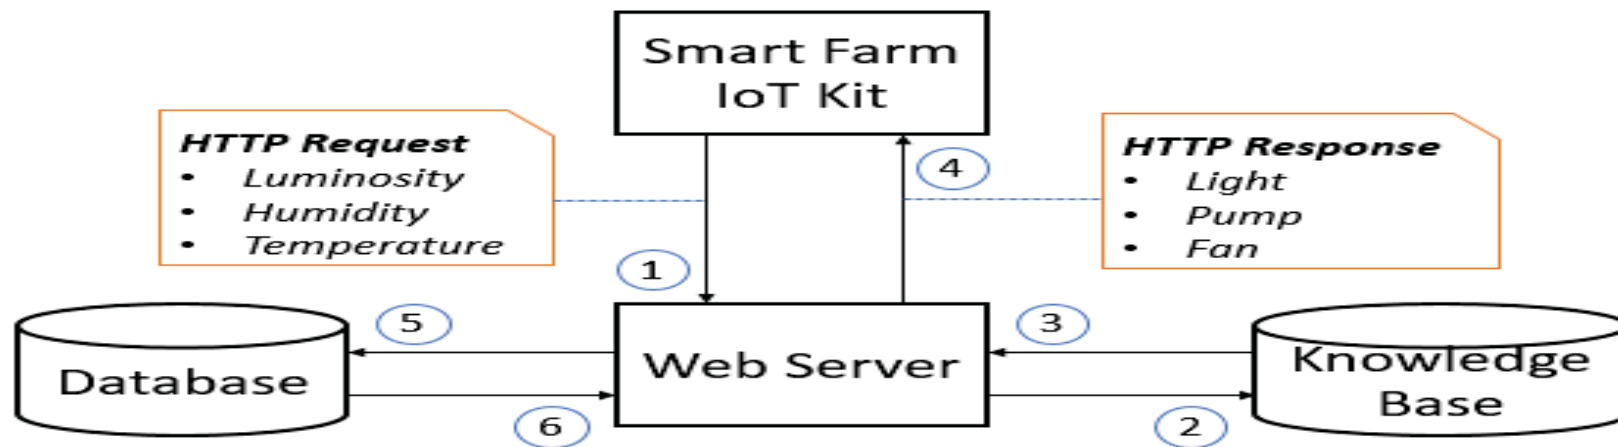 Smart Farm
IoT Kit
HTTP Request
• Luminosity
• Humidity
• Temperature
HTTP Response
• Light
• Pump
• Fan
4
1
5
3
Database
Web Server
Knowledge
Base
6
2